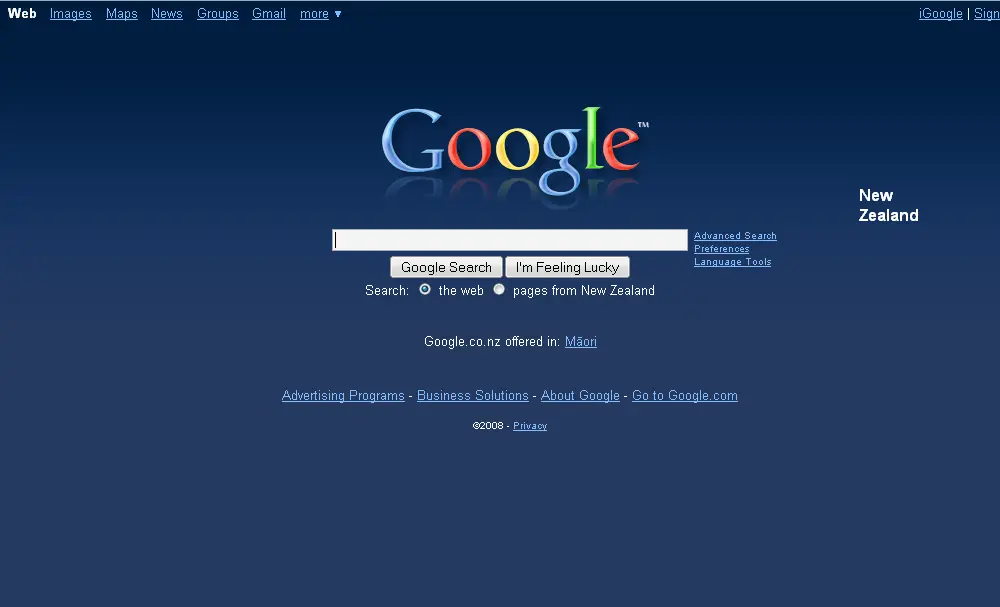 Web Images Maps News Groups Gmail more ▼ iGoogle | Sign
Google™
New
Zealand
Advanced Search
Preferences
Language Tools
Google Search I'm Feeling Lucky
Search: the web pages from New Zealand
Google.co.nz offered in: Māori
Advertising Programs - Business Solutions - About Google - Go to Google.com
©2008 - Privacy